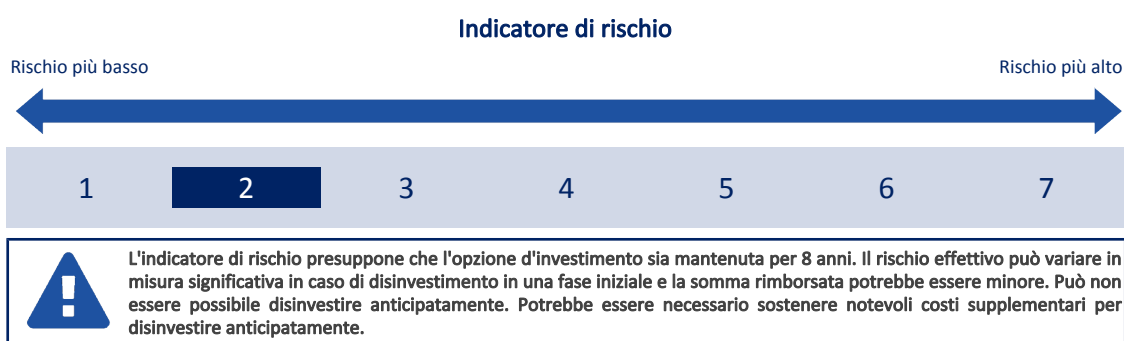 Indicatore di rischio
Rischio più basso
Rischio più alto
1 2 3 4 5 6 7
L'indicatore di rischio presuppone che l'opzione d'investimento sia mantenuta per 8 anni. Il rischio effettivo può variare in
misura significativa in caso di disinvestimento in una fase iniziale e la somma rimborsata potrebbe essere minore. Può non
essere possibile disinvestire anticipatamente. Potrebbe essere necessario sostenere notevoli costi supplementari per
disinvestire anticipatamente.